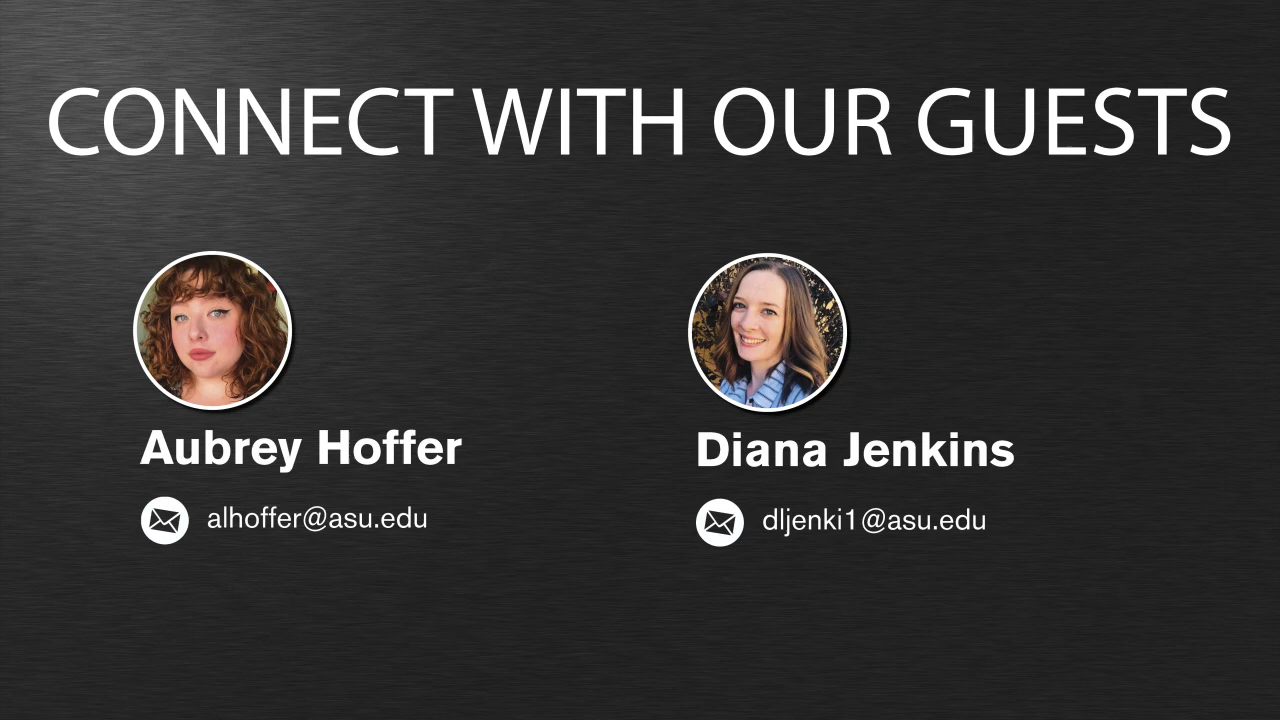 CONNECT WITH OUR GUESTS
Aubrey Hoffer
alhoffer@asu.edu
Diana Jenkins
dljenki1@asu.edu